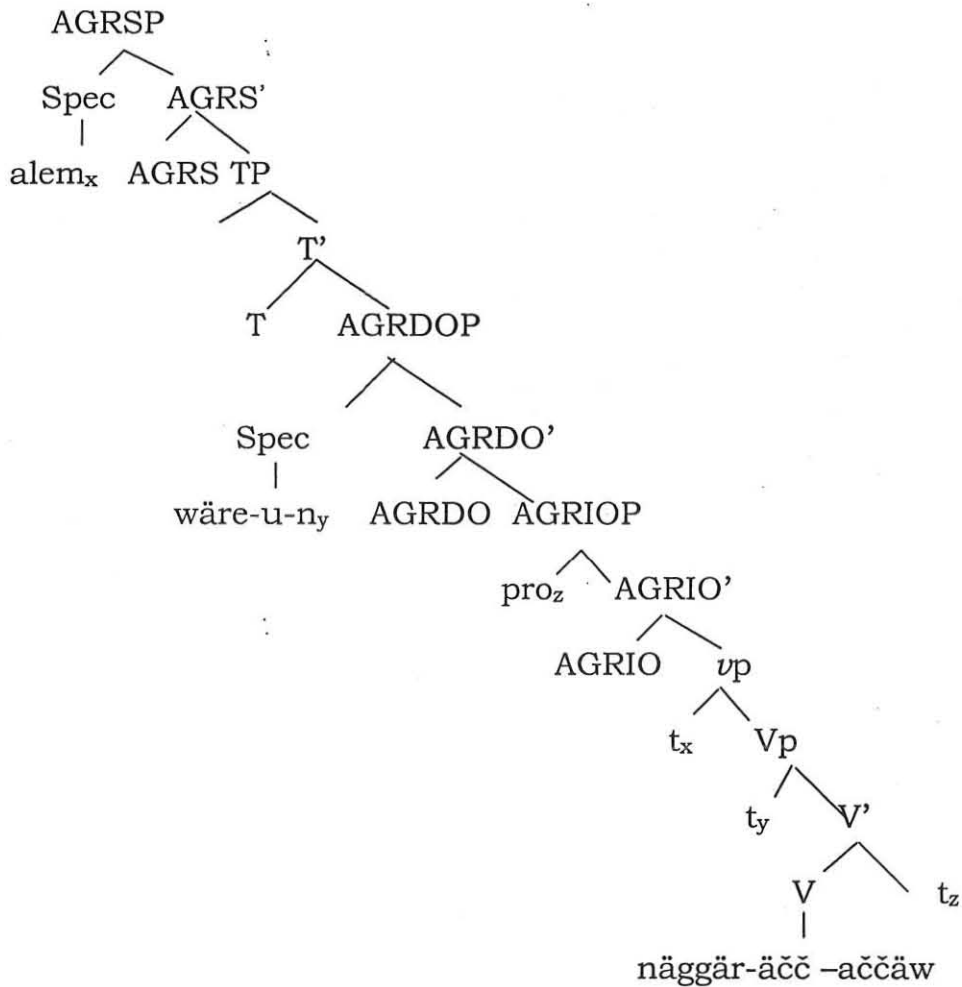 AGRSP
Spec AGRS'
alemx AGRS TP
T'
T AGRDOP
Spec AGRDO'
wäre-u-ny AGRDO AGRIOP
proz AGRIO'
AGRIO vp
tx Vp
ty V'
V tz
näggär-äčč –aččäw